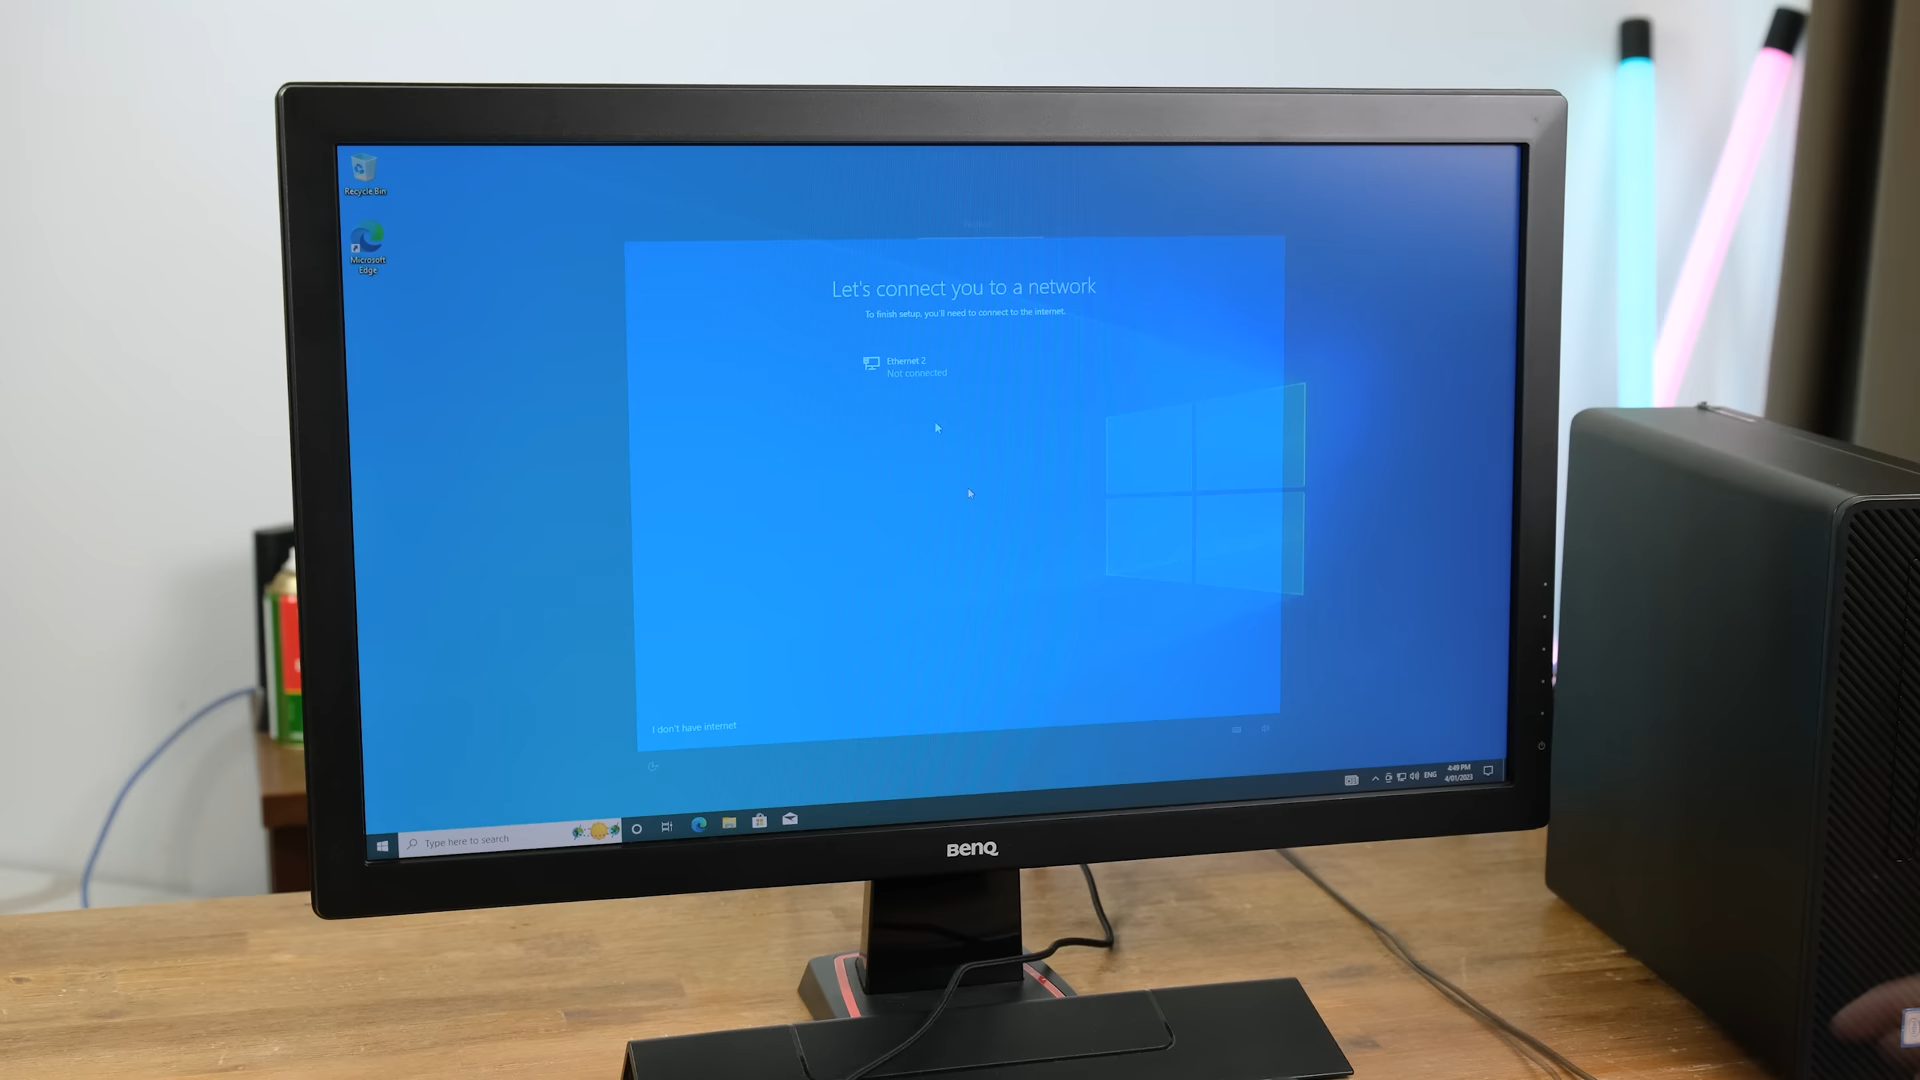 Recycle Bin
Microsoft
Edge
Let's connect you to a network
To finish setup, you'll need to connect to the internet.
Ethernet 2
Not connected
I don't have internet
Type here to search
ENG
4:49 PM
4/01/2023
BenQ